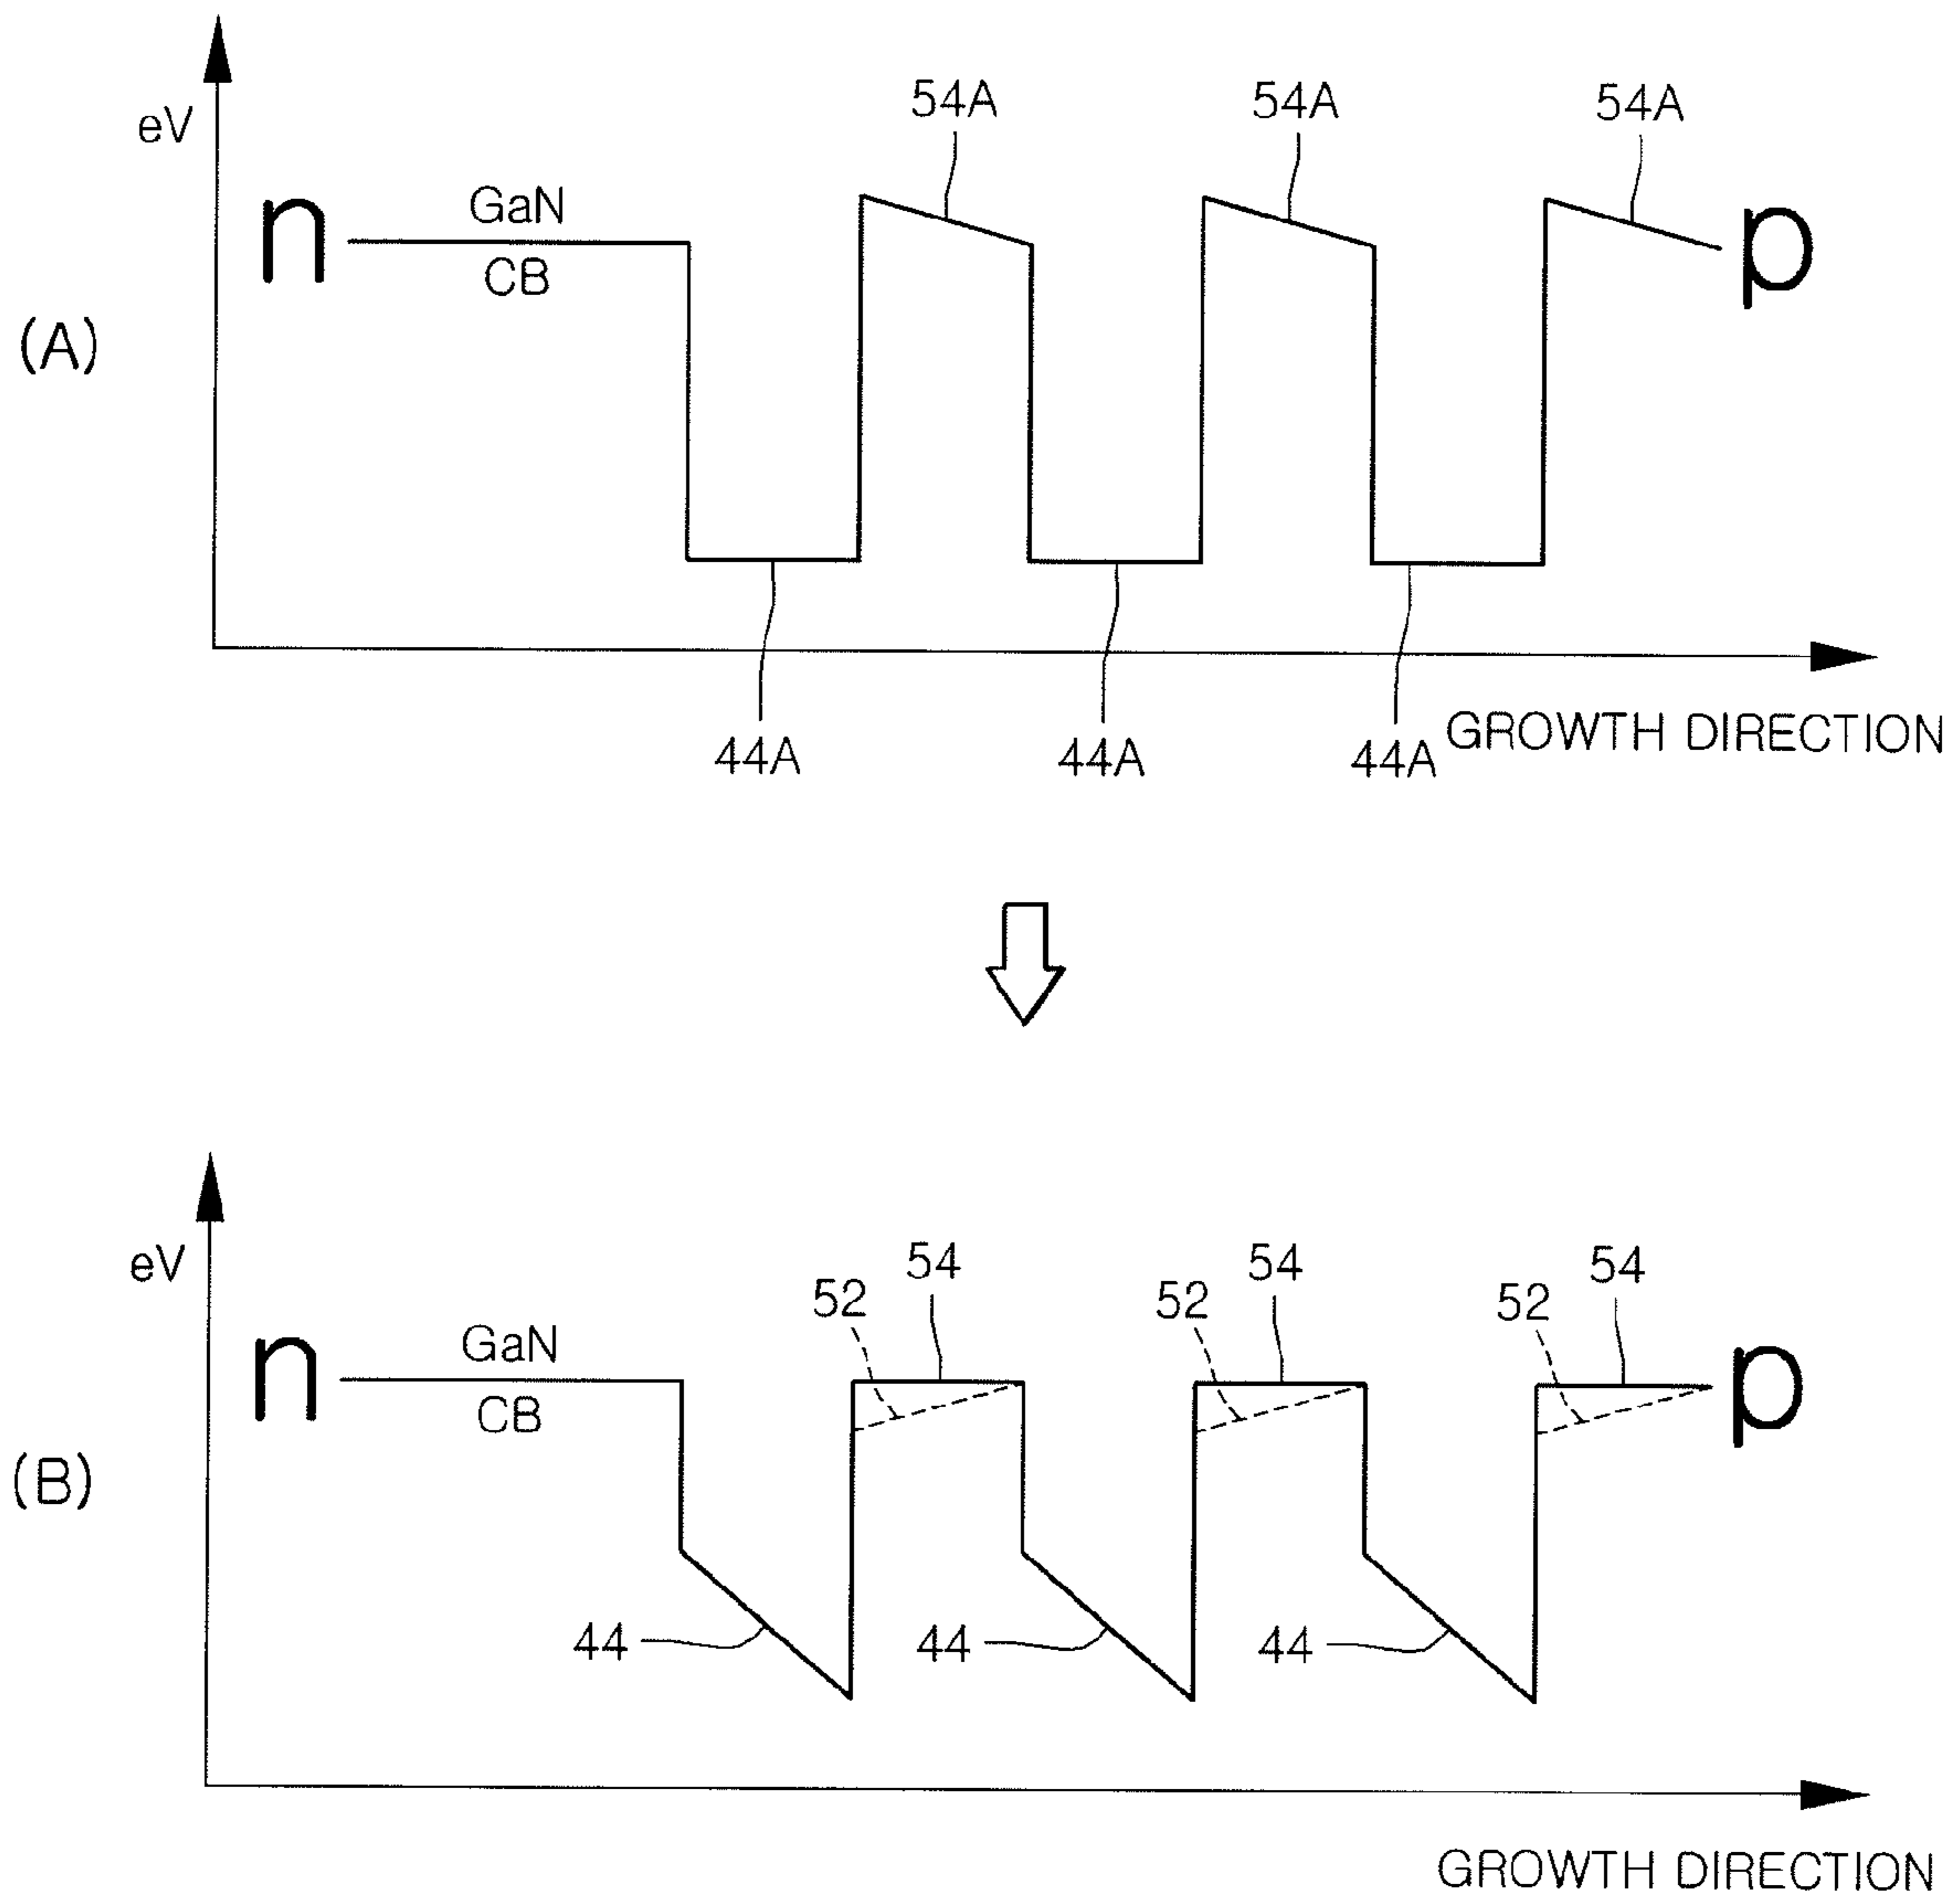 54A 54A 54A
eV
n GaN p
CB
(A)
GROWTH DIRECTION
44A 44A 44A
54 54 54
eV 52 52 52
n GaN p
CB
(B)
44 44 44
GROWTH DIRECTION